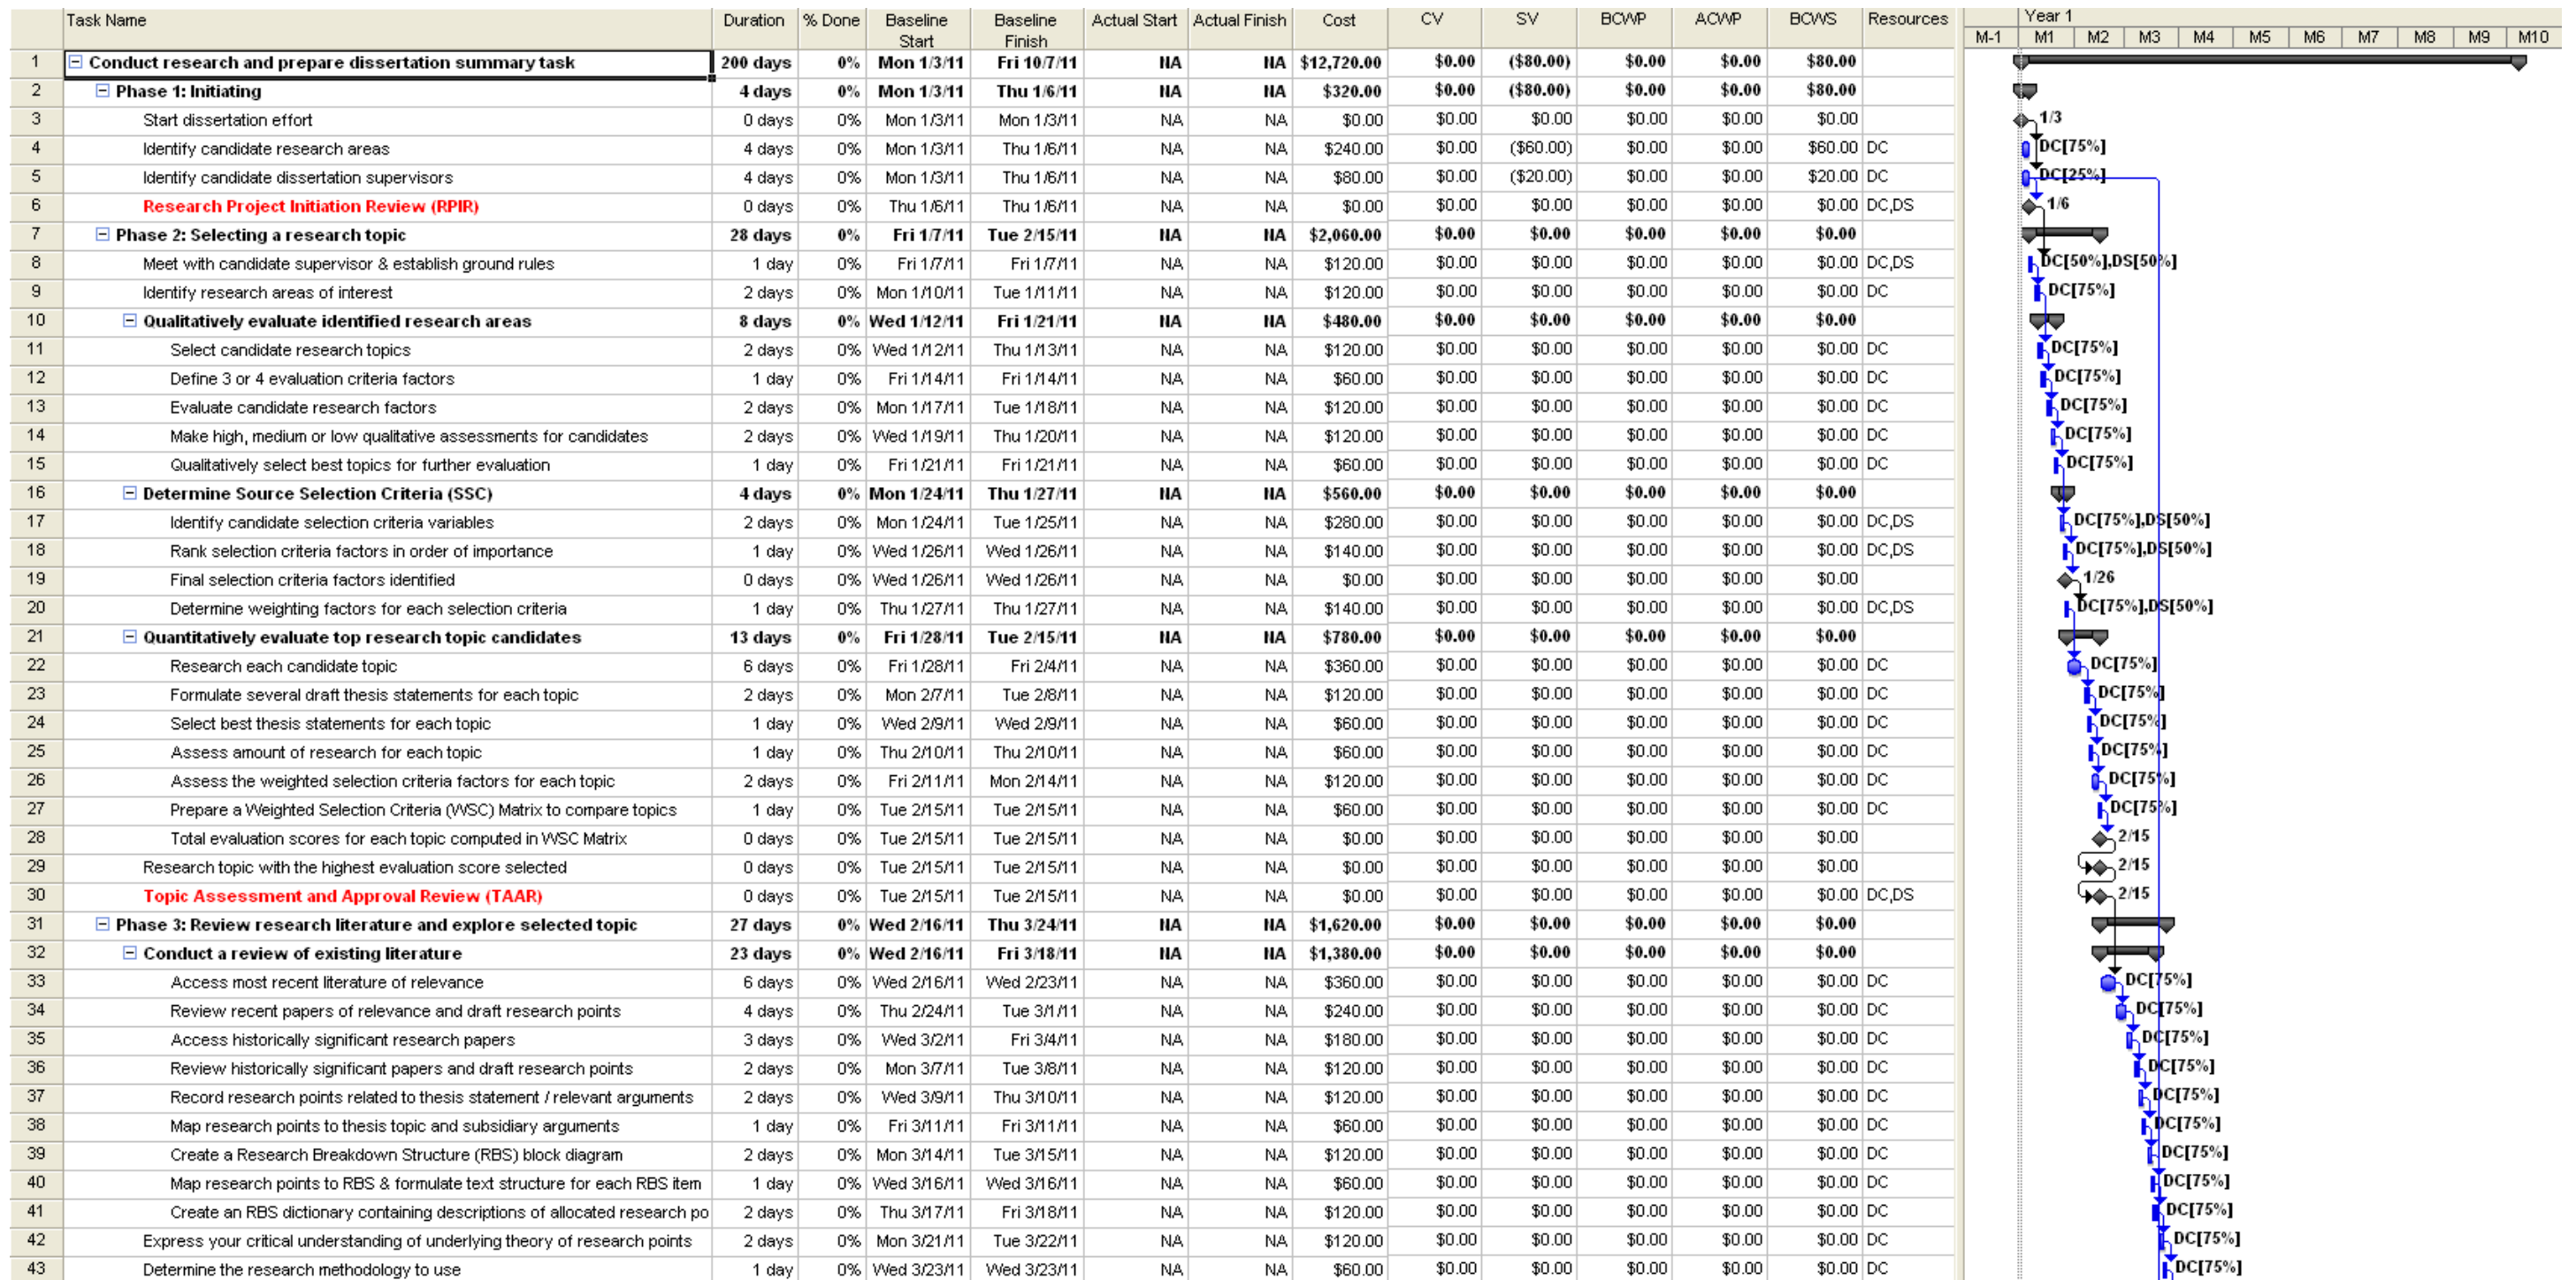 Task Name Duration % Done Baseline Start Baseline Finish Actual Start Actual Finish Cost CV SV BCWP ACWP BCWS Resources Year 1
M-1 M1 M2 M3 M4 M5 M6 M7 M8 M9 M10
1 Conduct research and prepare dissertation summary task 200 days 0% Mon 1/3/11 Fri 10/7/11 NA NA $12,720.00 $0.00 ($80.00) $0.00 $0.00 $80.00
2 Phase 1: Initiating 4 days 0% Mon 1/3/11 Thu 1/6/11 NA NA $320.00 $0.00 ($80.00) $0.00 $0.00 $80.00
3 Start dissertation effort 0 days 0% Mon 1/3/11 Mon 1/3/11 NA NA $0.00 $0.00 $0.00 $0.00 $0.00 $0.00 1/3
4 Identify candidate research areas 4 days 0% Mon 1/3/11 Thu 1/6/11 NA NA $240.00 $0.00 ($60.00) $0.00 $0.00 $60.00 DC DC[75%]
5 Identify candidate dissertation supervisors 4 days 0% Mon 1/3/11 Thu 1/6/11 NA NA $80.00 $0.00 ($20.00) $0.00 $0.00 $20.00 DC DC[25%]
6 Research Project Initiation Review (RPIR) 0 days 0% Thu 1/6/11 Thu 1/6/11 NA NA $0.00 $0.00 $0.00 $0.00 $0.00 $0.00 DC,DS 1/6
7 Phase 2: Selecting a research topic 28 days 0% Fri 1/7/11 Tue 2/15/11 NA NA $2,060.00 $0.00 $0.00 $0.00 $0.00 $0.00
8 Meet with candidate supervisor & establish ground rules 1 day 0% Fri 1/7/11 Fri 1/7/11 NA NA $120.00 $0.00 $0.00 $0.00 $0.00 $0.00 DC,DS DC[50%],DS[50%]
9 Identify research areas of interest 2 days 0% Mon 1/10/11 Tue 1/11/11 NA NA $120.00 $0.00 $0.00 $0.00 $0.00 $0.00 DC DC[75%]
10 Qualitatively evaluate identified research areas 8 days 0% Wed 1/12/11 Fri 1/21/11 NA NA $480.00 $0.00 $0.00 $0.00 $0.00 $0.00
11 Select candidate research topics 2 days 0% Wed 1/12/11 Thu 1/13/11 NA NA $120.00 $0.00 $0.00 $0.00 $0.00 $0.00 DC DC[75%]
12 Define 3 or 4 evaluation criteria factors 1 day 0% Fri 1/14/11 Fri 1/14/11 NA NA $60.00 $0.00 $0.00 $0.00 $0.00 $0.00 DC DC[75%]
13 Evaluate candidate research factors 2 days 0% Mon 1/17/11 Tue 1/18/11 NA NA $120.00 $0.00 $0.00 $0.00 $0.00 $0.00 DC DC[75%]
14 Make high, medium or low qualitative assessments for candidates 2 days 0% Wed 1/19/11 Thu 1/20/11 NA NA $120.00 $0.00 $0.00 $0.00 $0.00 $0.00 DC DC[75%]
15 Qualitatively select best topics for further evaluation 1 day 0% Fri 1/21/11 Fri 1/21/11 NA NA $60.00 $0.00 $0.00 $0.00 $0.00 $0.00 DC DC[75%]
16 Determine Source Selection Criteria (SSC) 4 days 0% Mon 1/24/11 Thu 1/27/11 NA NA $560.00 $0.00 $0.00 $0.00 $0.00 $0.00
17 Identify candidate selection criteria variables 2 days 0% Mon 1/24/11 Tue 1/25/11 NA NA $280.00 $0.00 $0.00 $0.00 $0.00 $0.00 DC,DS DC[75%],DS[50%]
18 Rank selection criteria factors in order of importance 1 day 0% Wed 1/26/11 Wed 1/26/11 NA NA $140.00 $0.00 $0.00 $0.00 $0.00 $0.00 DC,DS DC[75%],DS[50%]
19 Final selection criteria factors identified 0 days 0% Wed 1/26/11 Wed 1/26/11 NA NA $0.00 $0.00 $0.00 $0.00 $0.00 $0.00 1/26
20 Determine weighting factors for each selection criteria 1 day 0% Thu 1/27/11 Thu 1/27/11 NA NA $140.00 $0.00 $0.00 $0.00 $0.00 $0.00 DC,DS DC[75%],DS[50%]
21 Quantitatively evaluate top research topic candidates 13 days 0% Fri 1/28/11 Tue 2/15/11 NA NA $780.00 $0.00 $0.00 $0.00 $0.00 $0.00
22 Research each candidate topic 6 days 0% Fri 1/28/11 Fri 2/4/11 NA NA $360.00 $0.00 $0.00 $0.00 $0.00 $0.00 DC DC[75%]
23 Formulate several draft thesis statements for each topic 2 days 0% Mon 2/7/11 Tue 2/8/11 NA NA $120.00 $0.00 $0.00 $0.00 $0.00 $0.00 DC DC[75%]
24 Select best thesis statements for each topic 1 day 0% Wed 2/9/11 Wed 2/9/11 NA NA $60.00 $0.00 $0.00 $0.00 $0.00 $0.00 DC DC[75%]
25 Assess amount of research for each topic 1 day 0% Thu 2/10/11 Thu 2/10/11 NA NA $60.00 $0.00 $0.00 $0.00 $0.00 $0.00 DC DC[75%]
26 Assess the weighted selection criteria factors for each topic 2 days 0% Fri 2/11/11 Mon 2/14/11 NA NA $120.00 $0.00 $0.00 $0.00 $0.00 $0.00 DC DC[75%]
27 Prepare a Weighted Selection Criteria (WSC) Matrix to compare topics 1 day 0% Tue 2/15/11 Tue 2/15/11 NA NA $60.00 $0.00 $0.00 $0.00 $0.00 $0.00 DC DC[75%]
28 Total evaluation scores for each topic computed in WSC Matrix 0 days 0% Tue 2/15/11 Tue 2/15/11 NA NA $0.00 $0.00 $0.00 $0.00 $0.00 $0.00 2/15
29 Research topic with the highest evaluation score selected 0 days 0% Tue 2/15/11 Tue 2/15/11 NA NA $0.00 $0.00 $0.00 $0.00 $0.00 $0.00 2/15
30 Topic Assessment and Approval Review (TAAR) 0 days 0% Tue 2/15/11 Tue 2/15/11 NA NA $0.00 $0.00 $0.00 $0.00 $0.00 $0.00 DC,DS 2/15
31 Phase 3: Review research literature and explore selected topic 27 days 0% Wed 2/16/11 Thu 3/24/11 NA NA $1,620.00 $0.00 $0.00 $0.00 $0.00 $0.00
32 Conduct a review of existing literature 23 days 0% Wed 2/16/11 Fri 3/18/11 NA NA $1,380.00 $0.00 $0.00 $0.00 $0.00 $0.00
33 Access most recent literature of relevance 6 days 0% Wed 2/16/11 Wed 2/23/11 NA NA $360.00 $0.00 $0.00 $0.00 $0.00 $0.00 DC DC[75%]
34 Review recent papers of relevance and draft research points 4 days 0% Thu 2/24/11 Tue 3/1/11 NA NA $240.00 $0.00 $0.00 $0.00 $0.00 $0.00 DC DC[75%]
35 Access historically significant research papers 3 days 0% Wed 3/2/11 Fri 3/4/11 NA NA $180.00 $0.00 $0.00 $0.00 $0.00 $0.00 DC DC[75%]
36 Review historically significant papers and draft research points 2 days 0% Mon 3/7/11 Tue 3/8/11 NA NA $120.00 $0.00 $0.00 $0.00 $0.00 $0.00 DC DC[75%]
37 Record research points related to thesis statement / relevant arguments 2 days 0% Wed 3/9/11 Thu 3/10/11 NA NA $120.00 $0.00 $0.00 $0.00 $0.00 $0.00 DC DC[75%]
38 Map research points to thesis topic and subsidiary arguments 1 day 0% Fri 3/11/11 Fri 3/11/11 NA NA $60.00 $0.00 $0.00 $0.00 $0.00 $0.00 DC DC[75%]
39 Create a Research Breakdown Structure (RBS) block diagram 2 days 0% Mon 3/14/11 Tue 3/15/11 NA NA $120.00 $0.00 $0.00 $0.00 $0.00 $0.00 DC DC[75%]
40 Map research points to RBS & formulate text structure for each RBS item 1 day 0% Wed 3/16/11 Wed 3/16/11 NA NA $60.00 $0.00 $0.00 $0.00 $0.00 $0.00 DC DC[75%]
41 Create an RBS dictionary containing descriptions of allocated research po 2 days 0% Thu 3/17/11 Fri 3/18/11 NA NA $120.00 $0.00 $0.00 $0.00 $0.00 $0.00 DC DC[75%]
42 Express your critical understanding of underlying theory of research points 2 days 0% Mon 3/21/11 Tue 3/22/11 NA NA $120.00 $0.00 $0.00 $0.00 $0.00 $0.00 DC DC[75%]
43 Determine the research methodology to use 1 day 0% Wed 3/23/11 Wed 3/23/11 NA NA $60.00 $0.00 $0.00 $0.00 $0.00 $0.00 DC DC[75%]